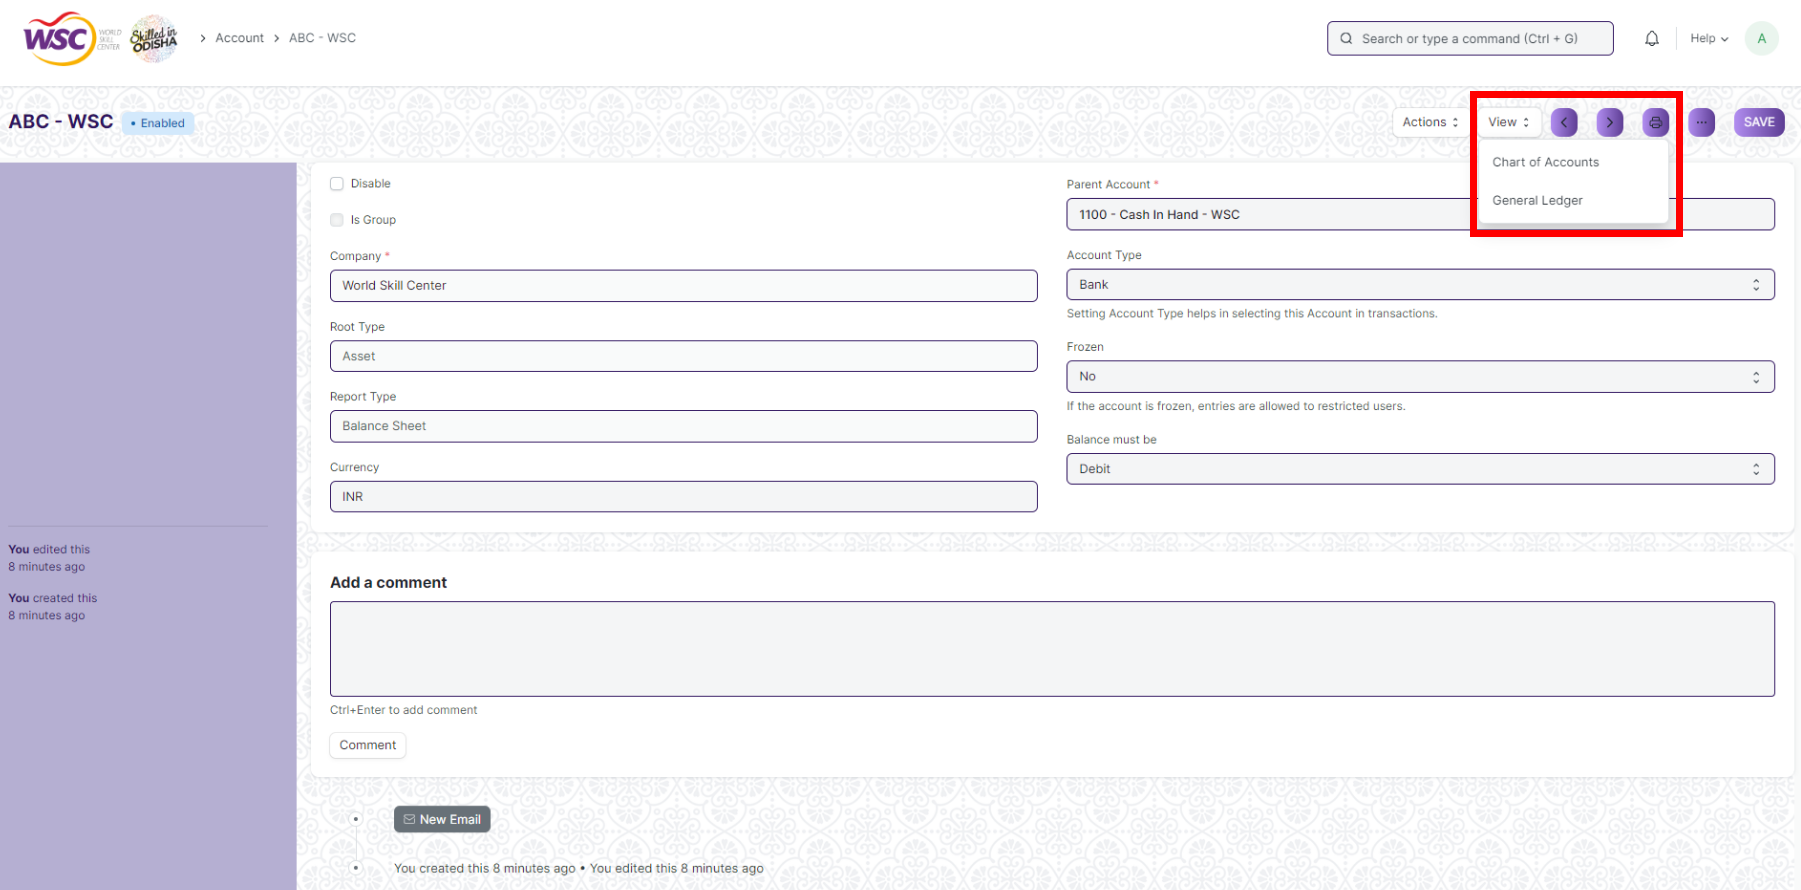 WSC WORLD SKILL CENTER
Skilled in ODISHA
Account
ABC - WSC
Search or type a command (Ctrl + G)
Help
A
ABC - WSC
Enabled
Actions
View
SAVE
Chart of Accounts
General Ledger
Disable
Is Group
Company *
World Skill Center
Root Type
Asset
Report Type
Balance Sheet
Currency
INR
Parent Account *
1100 - Cash In Hand - WSC
Account Type
Bank
Setting Account Type helps in selecting this Account in transactions.
Frozen
No
If the account is frozen, entries are allowed to restricted users.
Balance must be
Debit
You edited this
8 minutes ago
You created this
8 minutes ago
Add a comment
Ctrl+Enter to add comment
Comment
New Email
You created this 8 minutes ago • You edited this 8 minutes ago